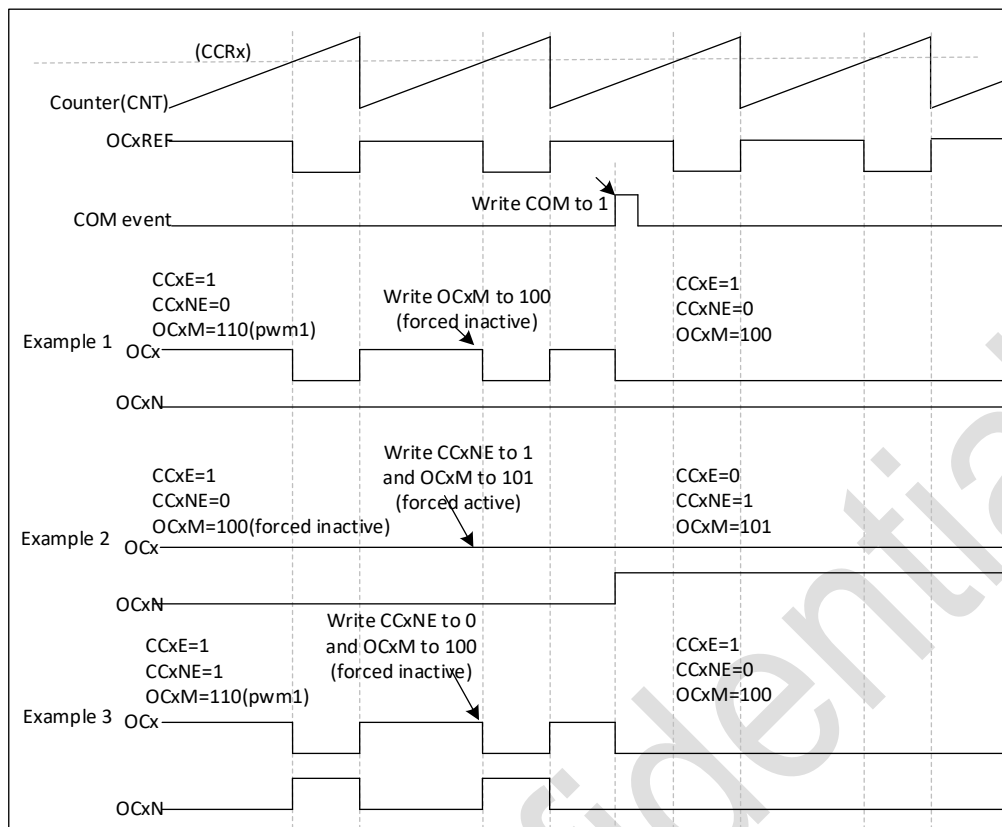 (CCRx)
Counter(CNT)
OCxREF
Write COM to 1
COM event
CCxE=1
CCxNE=0
OCxM=110(pwm1)
Write OCxM to 100
(forced inactive)
CCxE=1
CCxNE=0
OCxM=100
Example 1
OCx
OCxN
CCxE=1
CCxNE=0
OCxM=100(forced inactive)
Write CCxNE to 1
and OCxM to 101
(forced active)
CCxE=0
CCxNE=1
OCxM=101
Example 2
OCx
OCxN
CCxE=1
CCxNE=1
OCxM=110(pwm1)
Write CCxNE to 0
and OCxM to 100
(forced inactive)
CCxE=1
CCxNE=0
OCxM=100
Example 3
OCx
OCxN